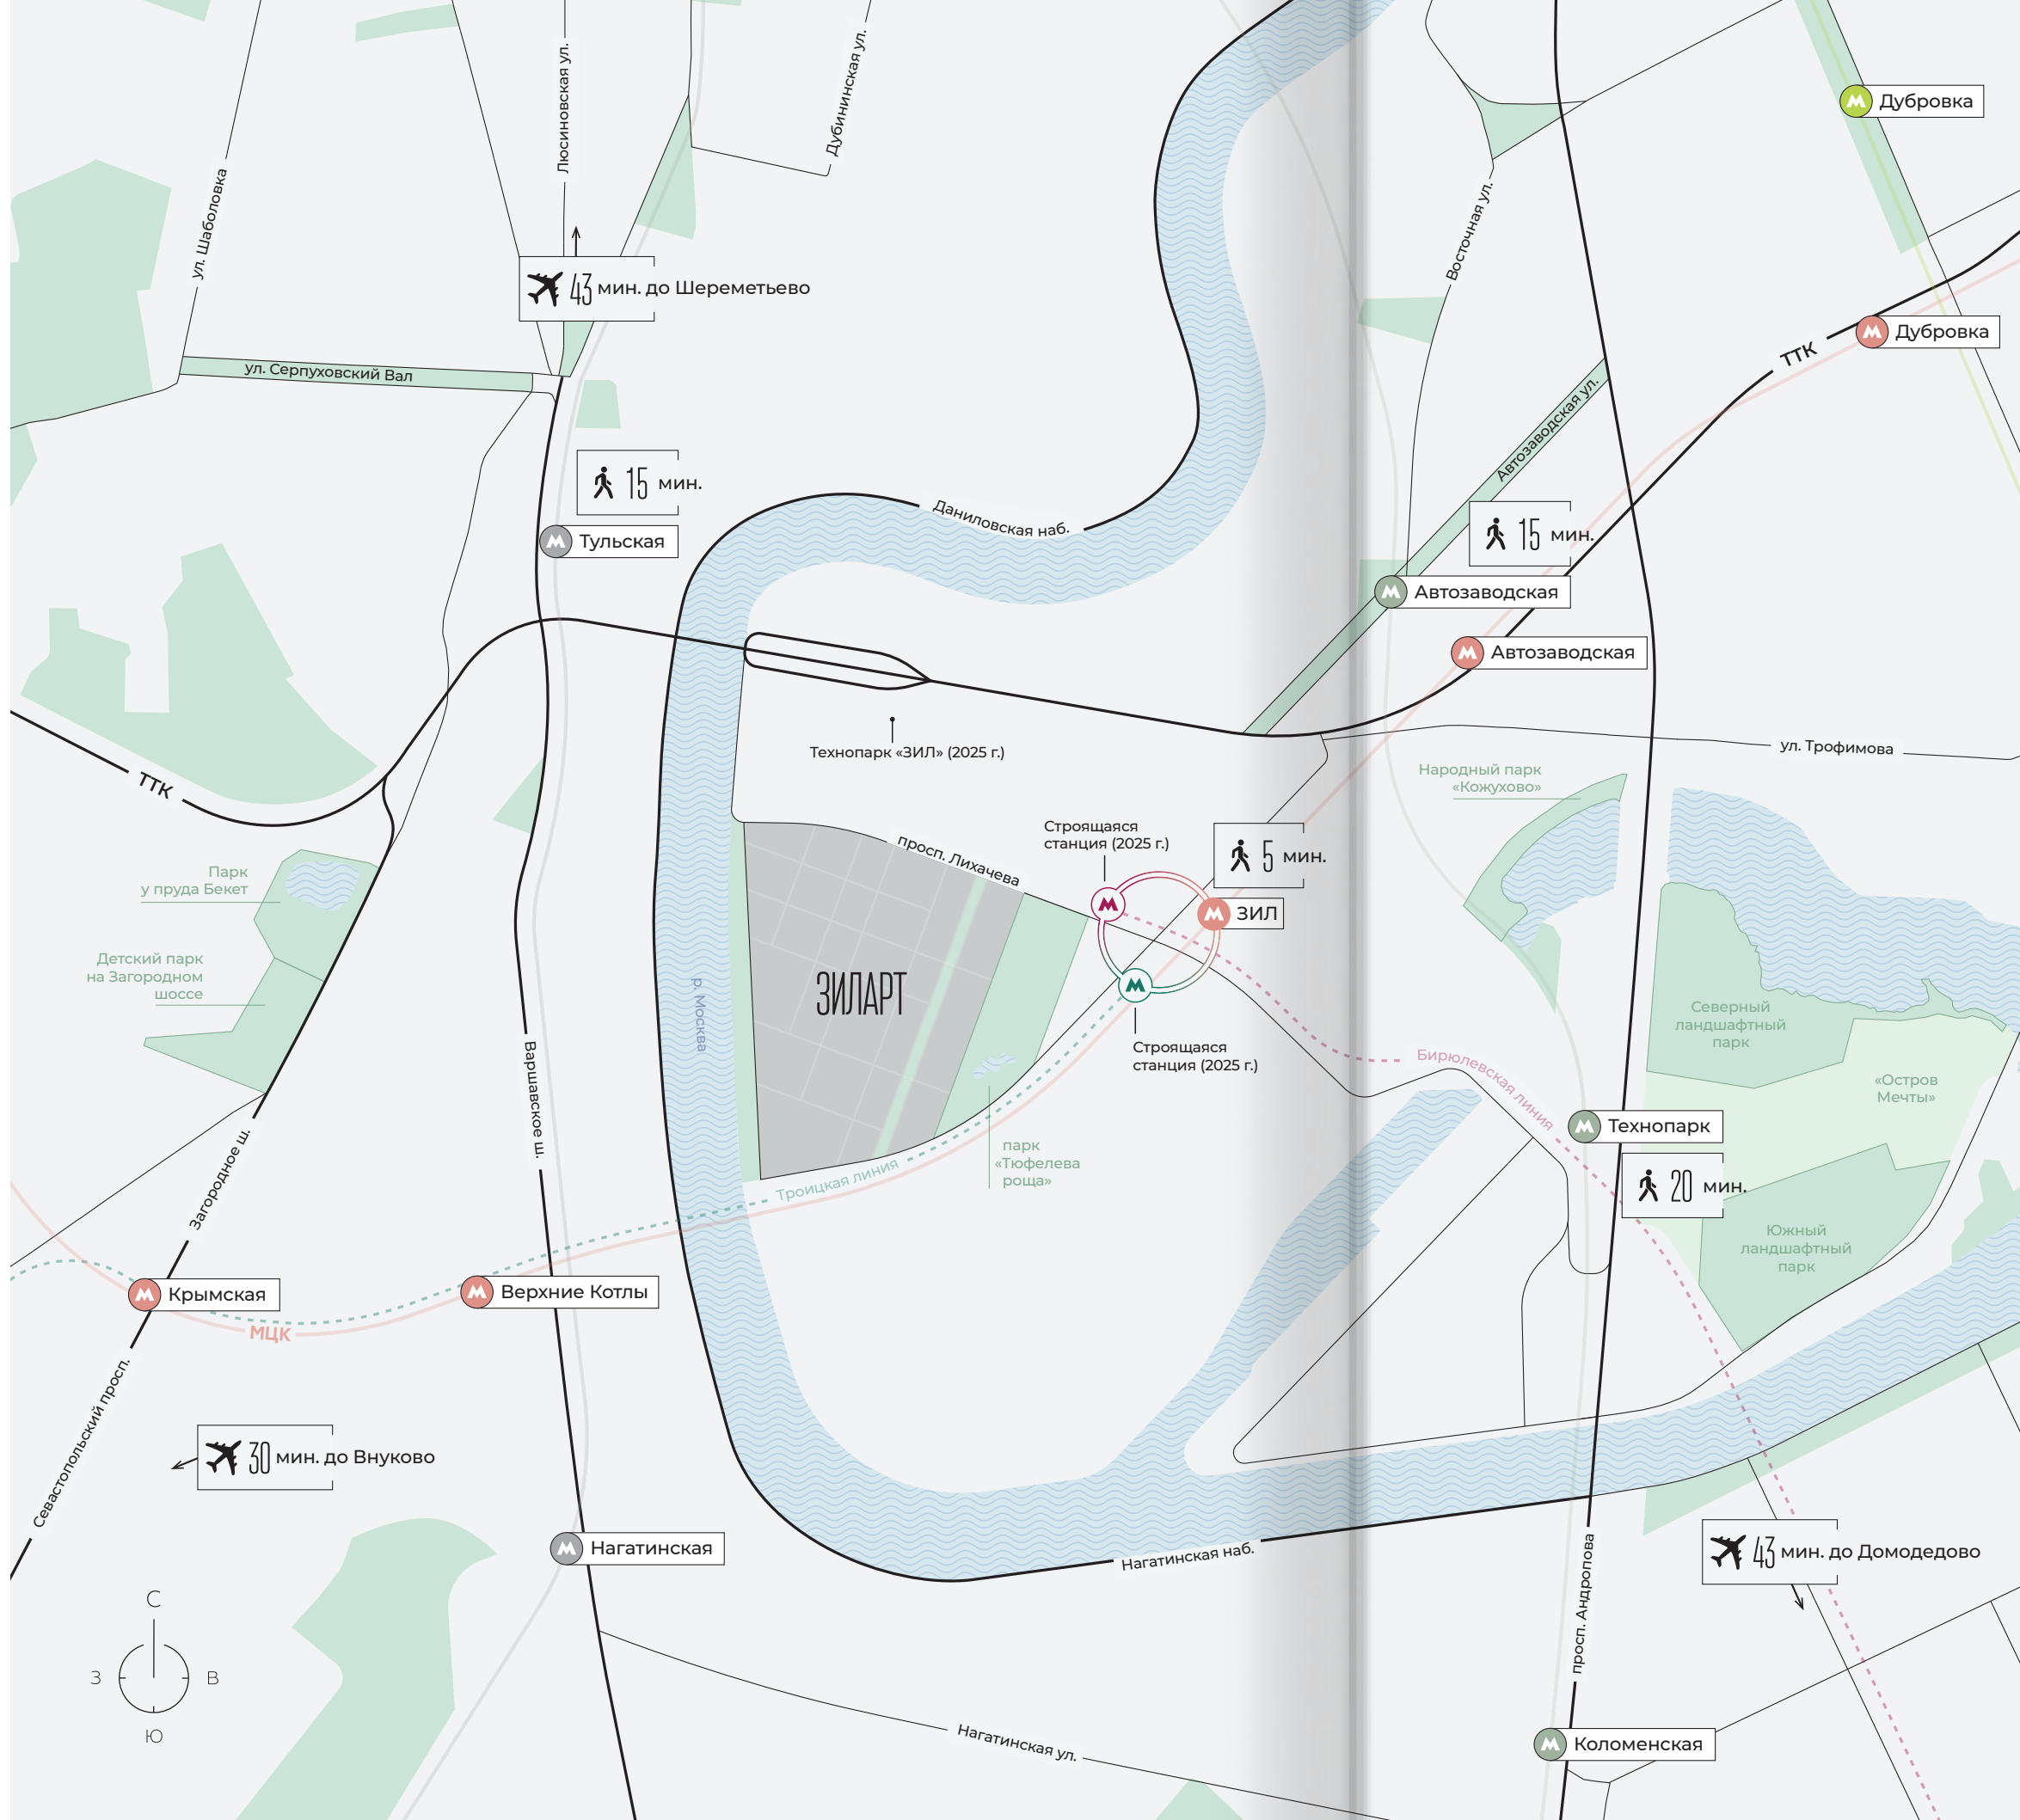 Люсиновская ул.
Дубининская ул.
Дубровка
ул. Шаболовка
Восточная ул.
43 мин. до Шереметьево
Дубровка
ТТК
ул. Серпуховский Вал
Автозаводская ул.
15 мин.
Даниловская наб.
15 мин.
Тульская
Автозаводская
Автозаводская
Технопарк «ЗИЛ» (2025 г.)
ул. Трофимова
ТТК
Народный парк
«Кожухово»
Строящаяся
станция (2025 г.)
просп. Лихачева
5 мин.
Парк
у пруда Бекет
ЗИЛ
Детский парк
на Загородном
шоссе
ЗИЛАРТ
р. Москва
Северный
ландшафтный
парк
Строящаяся
станция (2025 г.)
Бирюлевская линия
«Остров
Мечты»
Варшавское ш.
Технопарк
парк
«Тюфелева
роща»
Троицкая линия
20 мин.
Загородное ш.
Южный
ландшафтный
парк
Крымская
Верхние Котлы
МЦК
Севастопольский просп.
30 мин. до Внуково
Нагатинская
Нагатинская наб.
43 мин. до Домодедово
просп. Андропова
С
З
В
Ю
Нагатинская ул.
Коломенская